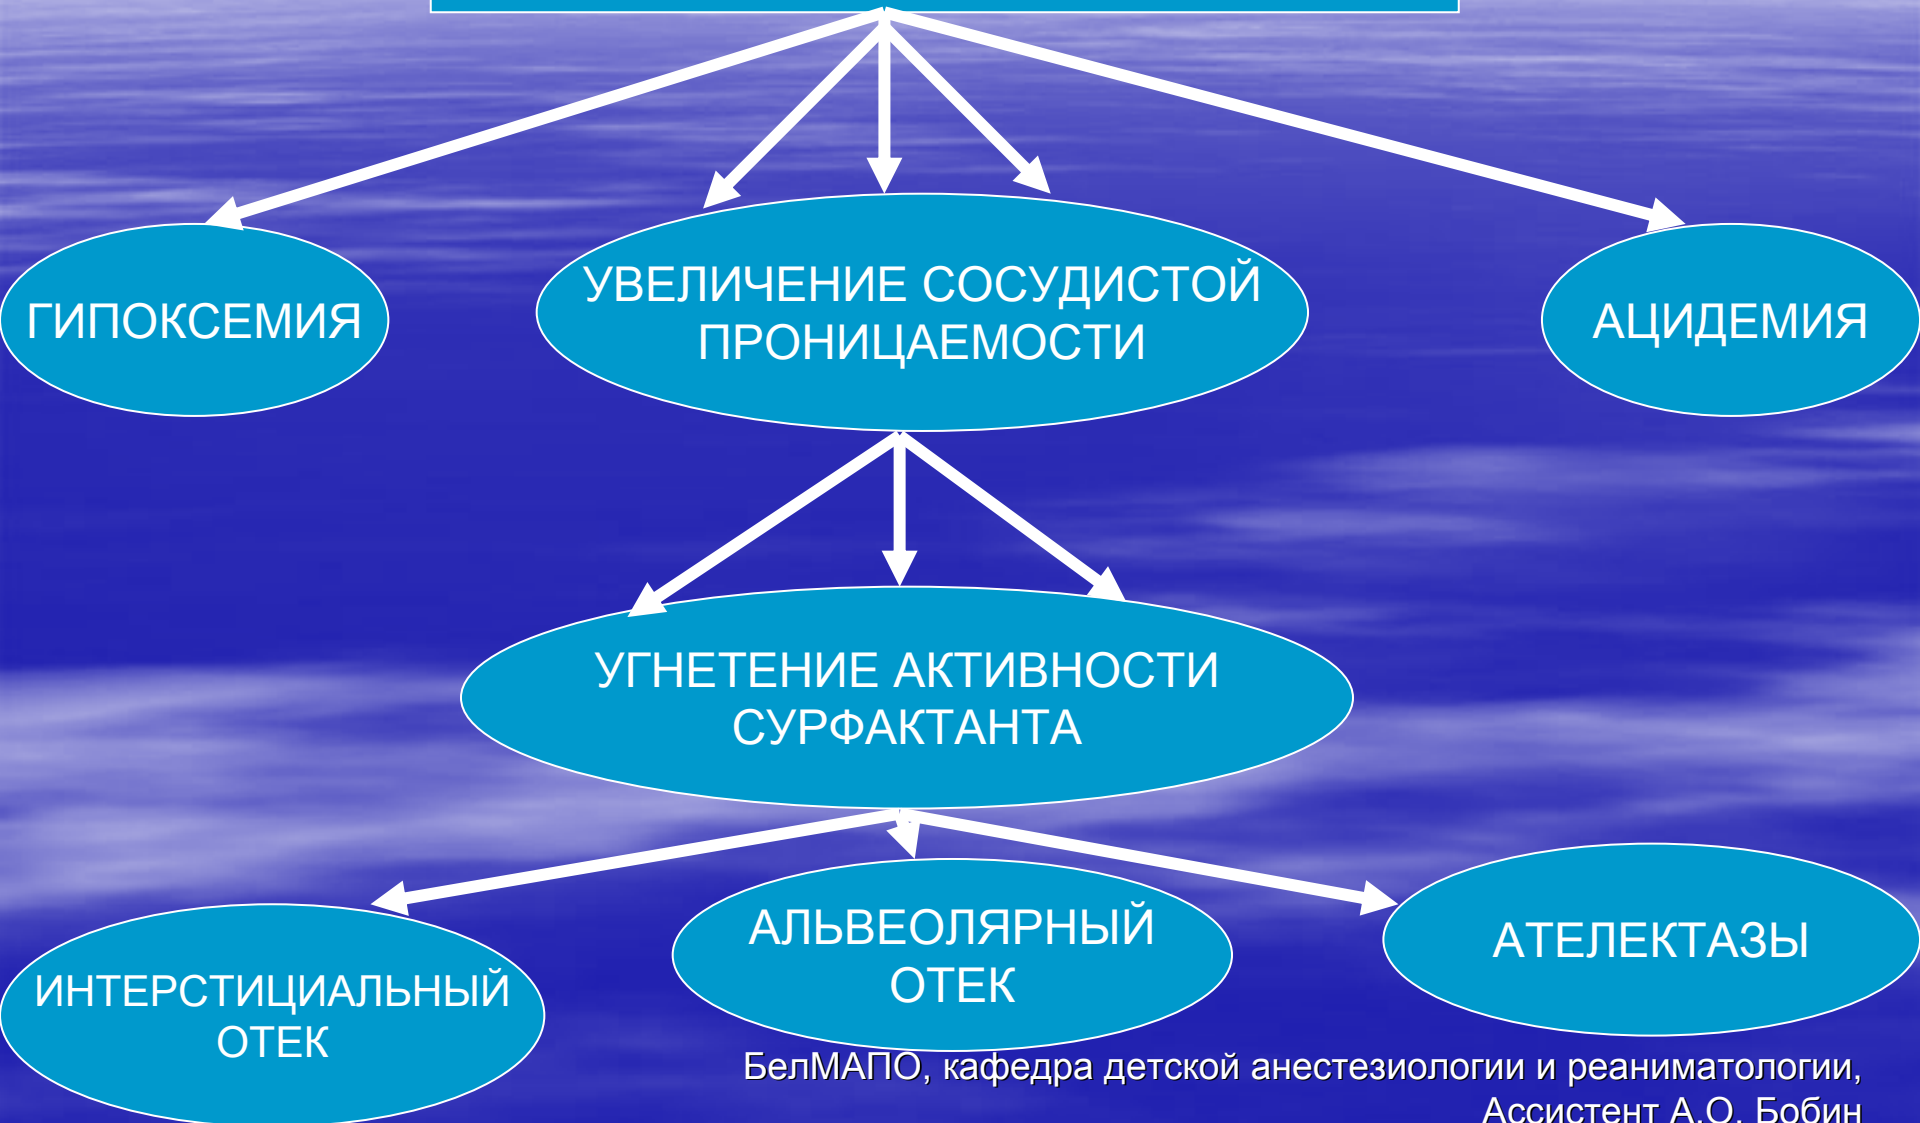 ГИПОКСЕМИЯ
УВЕЛИЧЕНИЕ СОСУДИСТОЙ
ПРОНИЦАЕМОСТИ
АЦИДЕМИЯ
УГНЕТЕНИЕ АКТИВНОСТИ
СУРФАКТАНТА
ИНТЕРСТИЦИАЛЬНЫЙ
ОТЕК
АЛЬВЕОЛЯРНЫЙ
ОТЕК
АТЕЛЕКТАЗЫ
БелМАПО, кафедра детской анестезиологии и реаниматологии,
Ассистент А.О. Бобин